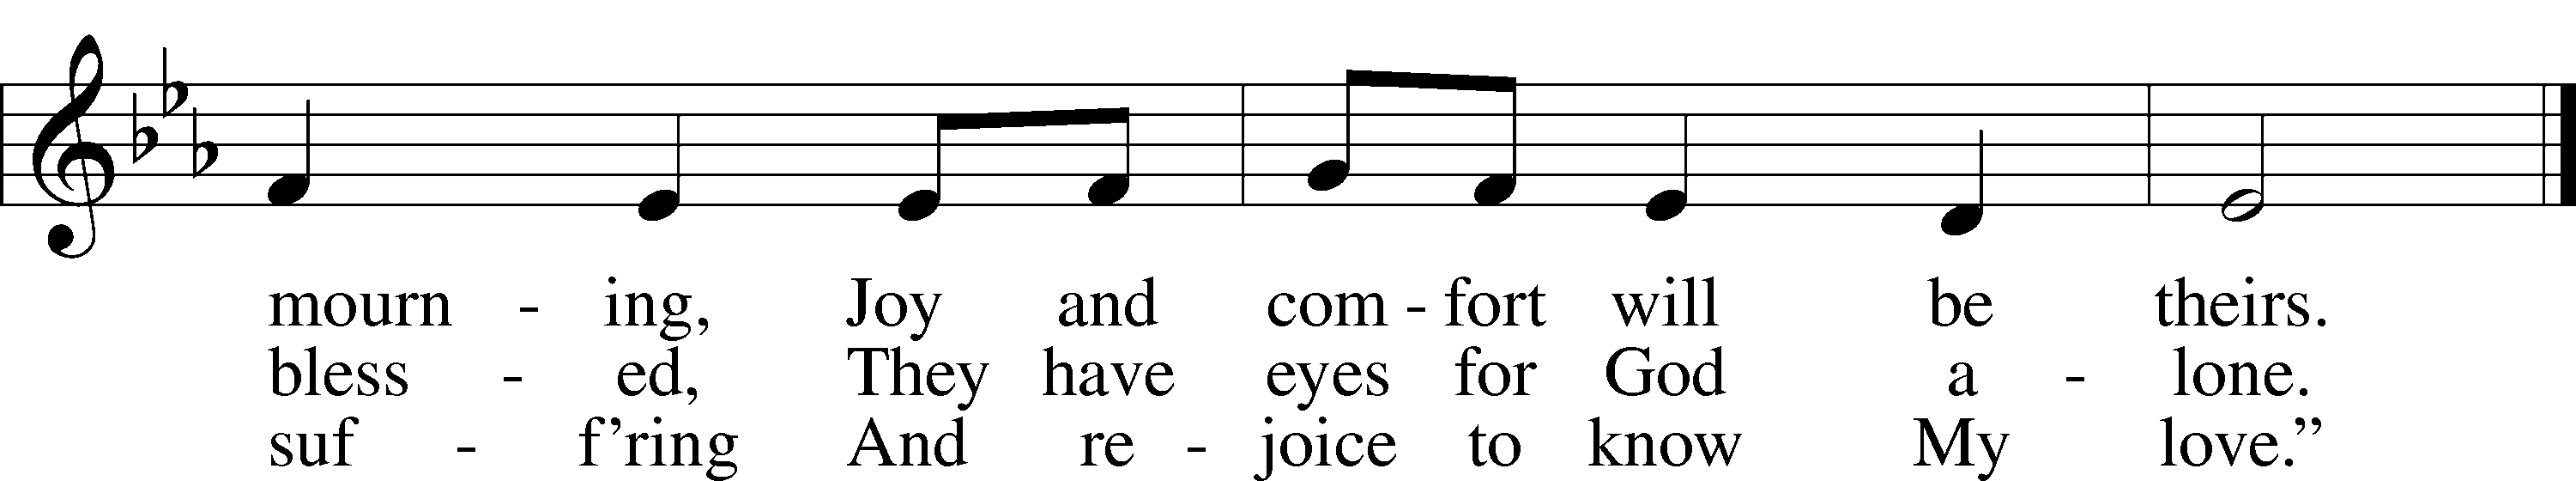 mourn - ing, Joy and com - fort will be theirs.
bless - ed, They have eyes for God a - lone.
suf - f’ring And re - joice to know My love.”